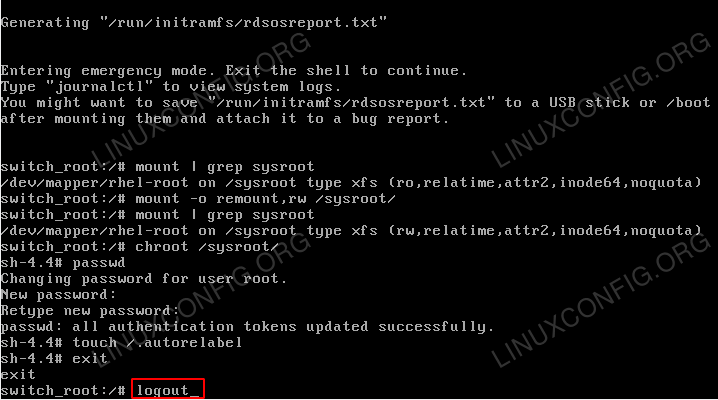 Generating "/run/initramfs/rdsosreport.txt"
Entering emergency mode. Exit the shell to continue.
Type "journalctl" to view system logs.
You might want to save "/run/initramfs/rdsosreport.txt" to a USB stick or /boot
after mounting them and attach it to a bug report.
switch_root:/# mount | grep sysroot
/dev/mapper/rhel-root on /sysroot type xfs (ro,relatime,attr2,inode64,noquota)
switch_root:/# mount -o remount,rw /sysroot/
switch_root:/# mount | grep sysroot
/dev/mapper/rhel-root on /sysroot type xfs (rw,relatime,attr2,inode64,noquota)
switch_root:/# chroot /sysroot/
sh-4.4# passwd
Changing password for user root.
New password:
Retype new password:
passwd: all authentication tokens updated successfully.
sh-4.4# touch /.autorelabel
sh-4.4# exit
exit
switch_root:/# logout_
LINUXCONFIG.ORG
LINUXCONFIG.ORG
LINUXCONFIG.ORG
LINUXCONFIG.ORG